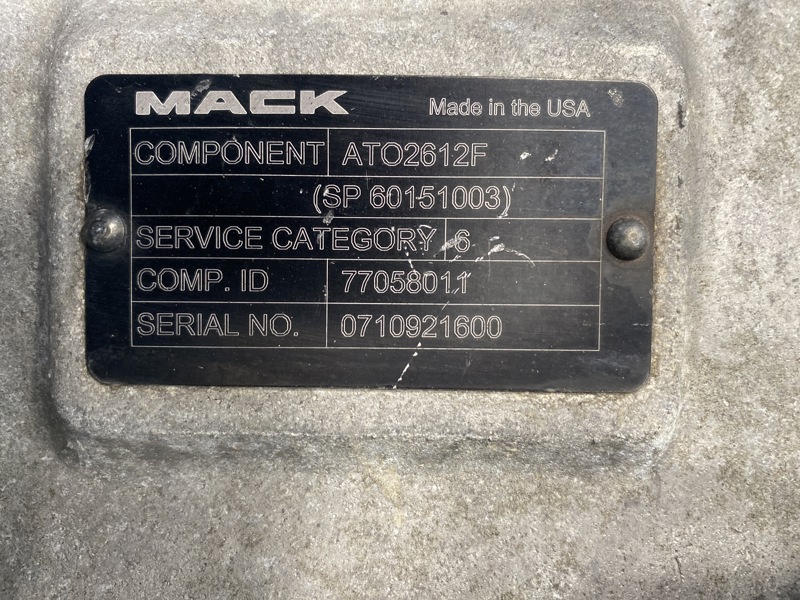 MACK Made in the USA
COMPONENT ATO2612F
(SP 60151003)
SERVICE CATEGORY 6
COMP. ID 77058011
SERIAL NO. 0710921600